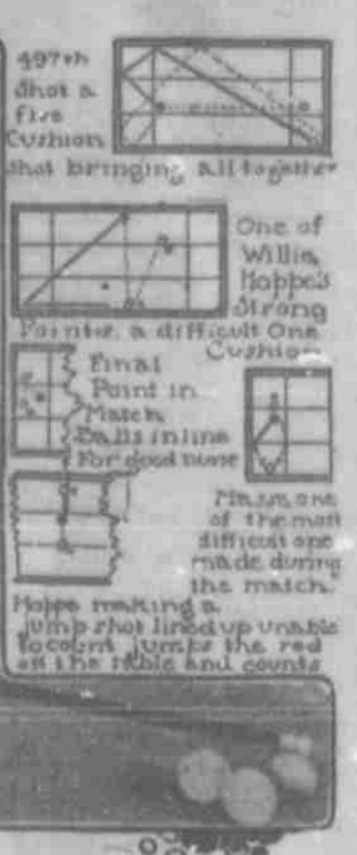 497th
Shot a
five
Cushion
shot bringing all together
One of
Willie
Hoppe's
Strong
Points, a difficult One
Cushion
Final
Point in
Match
Balls in line
For good nurse
Masse, one
of the most
difficult one
made during
the match.
Hoppe making a
jump shot lined up unable
to count jumps the red
off the table and counts